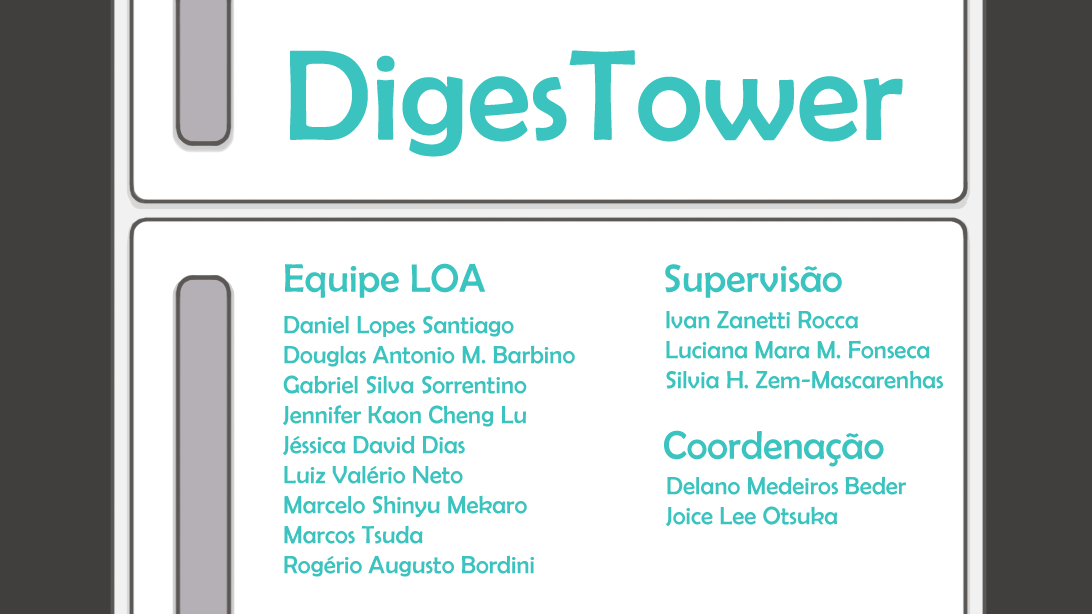 DigesTower
Equipe LOA
Daniel Lopes Santiago
Douglas Antonio M. Barbino
Gabriel Silva Sorrentino
Jennifer Kaon Cheng Lu
Jéssica David Dias
Luiz Valério Neto
Marcelo Shinyu Mekaro
Marcos Tsuda
Rogério Augusto Bordini
Supervisão
Ivan Zanetti Rocca
Luciana Mara M. Fonseca
Silvia H. Zem-Mascarenhas
Coordenação
Delano Medeiros Beder
Joice Lee Otsuka